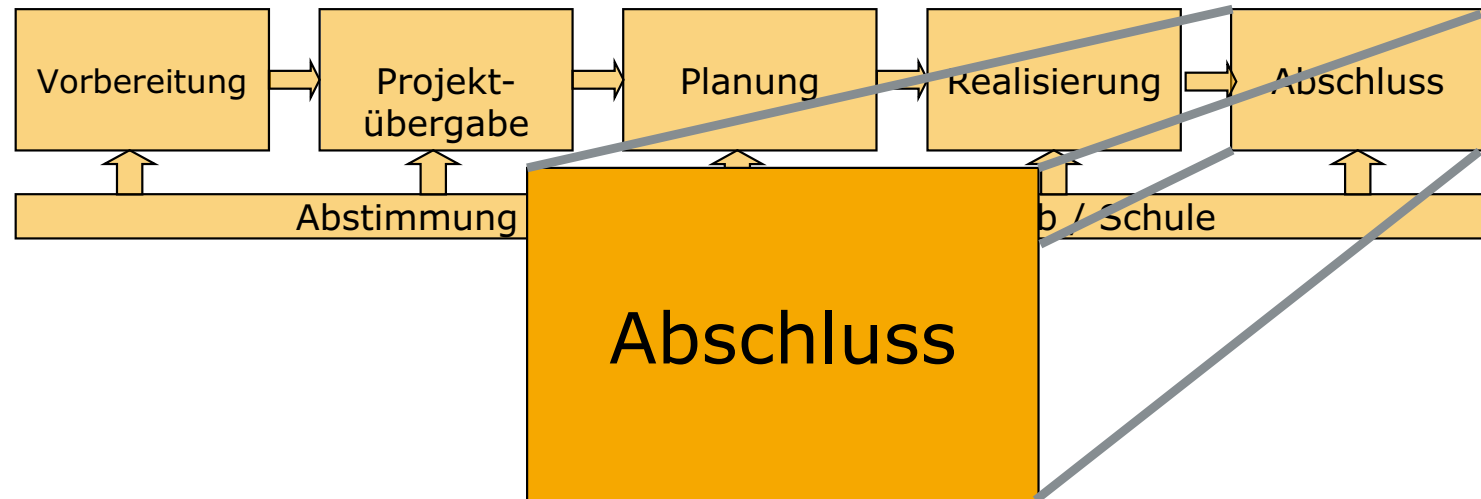 Vorbereitung
Projekt-
übergabe
Planung
Realisierung
Abschluss
Abstimmung b / Schule
Abschluss